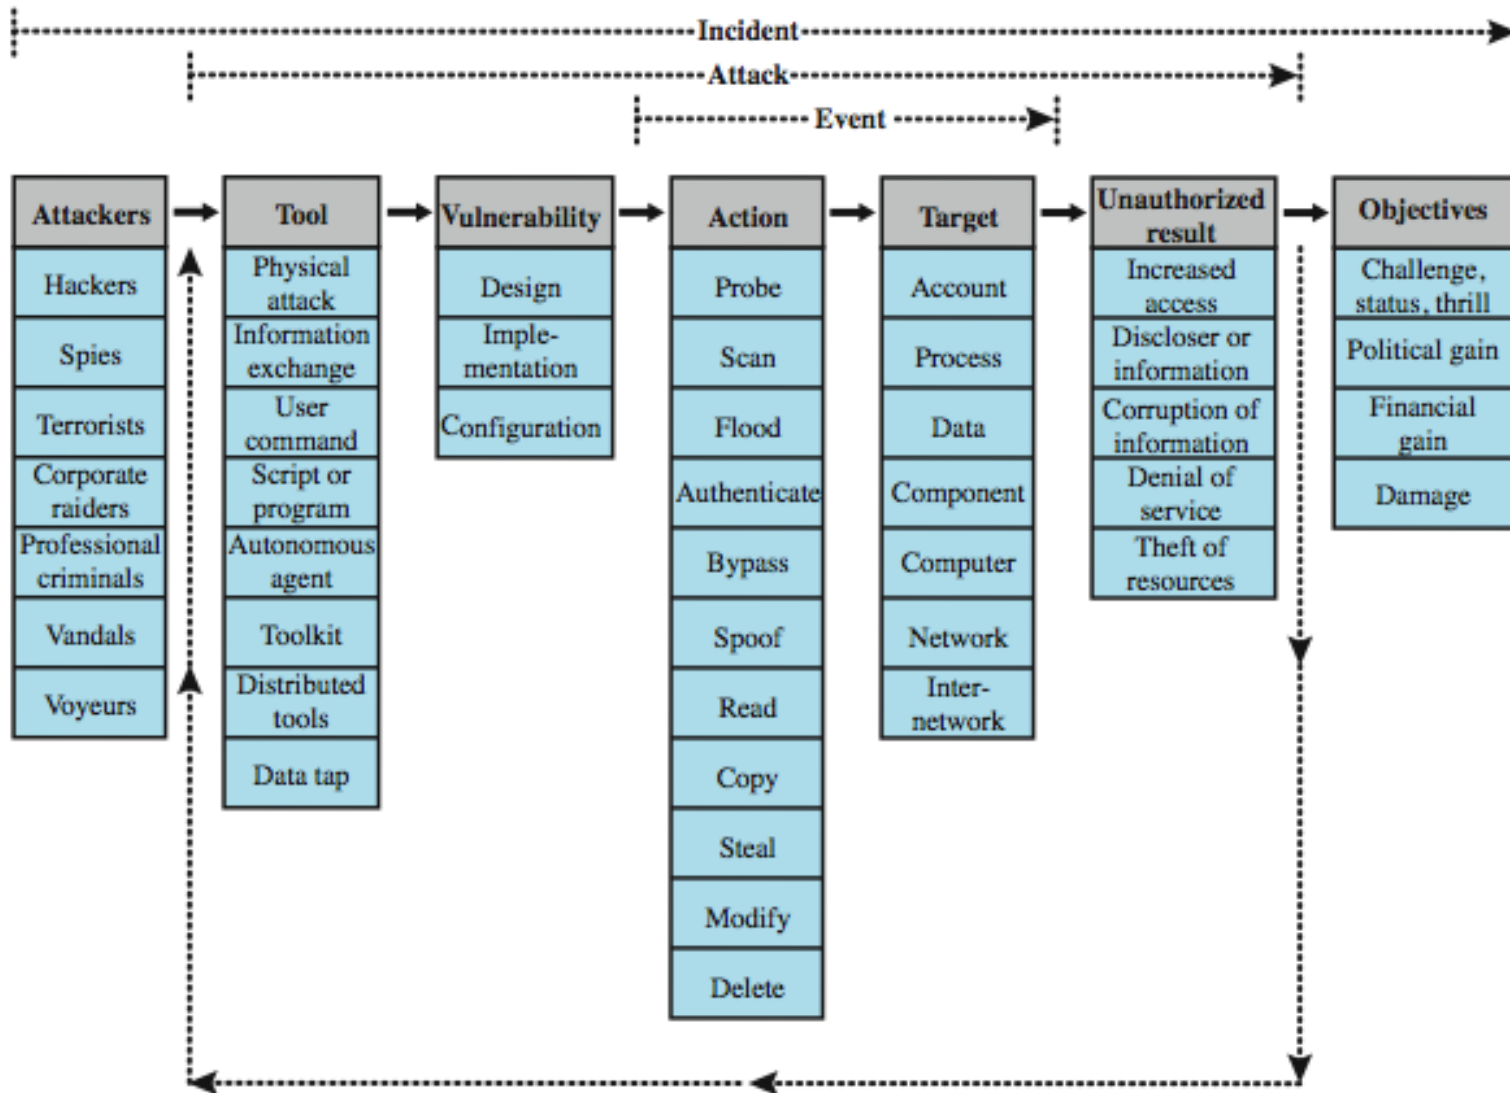 Incident
Attack
Event
Attackers
Hackers
Spies
Terrorists
Corporate
raiders
Professional
criminals
Vandals
Voyeurs
Tool
Physical
attack
Information
exchange
User
command
Script or
program
Autonomous
agent
Toolkit
Distributed
tools
Data tap
Vulnerability
Design
Imple-
mentation
Configuration
Action
Probe
Scan
Flood
Authenticate
Bypass
Spoof
Read
Copy
Steal
Modify
Delete
Target
Account
Process
Data
Component
Computer
Network
Inter-
network
Unauthorized
result
Increased
access
Discloser or
information
Corruption of
information
Denial of
service
Theft of
resources
Objectives
Challenge,
status, thrill
Political gain
Financial
gain
Damage